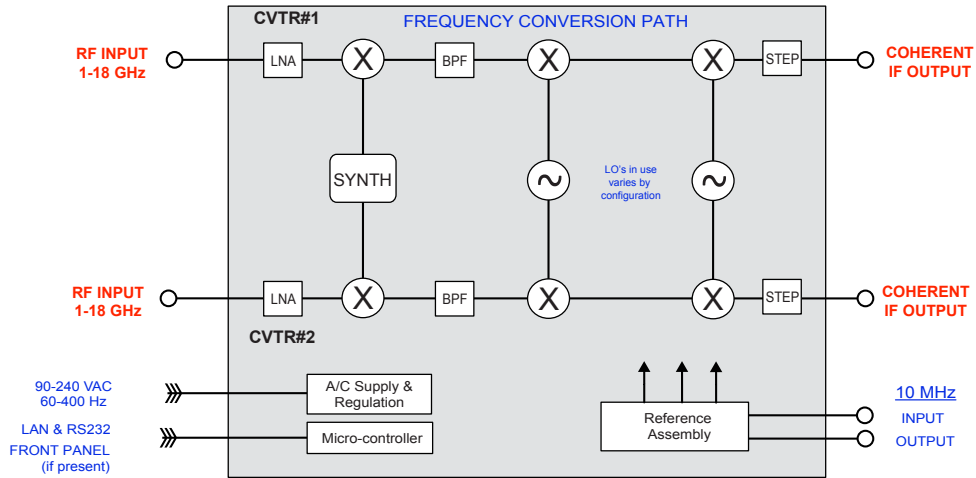 CVTR#1
FREQUENCY CONVERSION PATH
RF INPUT
1-18 GHz
LNA
X
BPF
X
X
STEP
COHERENT
IF OUTPUT
SYNTH
~
LO's in use
varies by
configuration
~
RF INPUT
1-18 GHz
LNA
X
BPF
X
X
STEP
COHERENT
IF OUTPUT
CVTR#2
90-240 VAC
60-400 Hz
A/C Supply &
Regulation
LAN & RS232
FRONT PANEL
(if present)
Micro-controller
Reference
Assembly
10 MHz
INPUT
OUTPUT